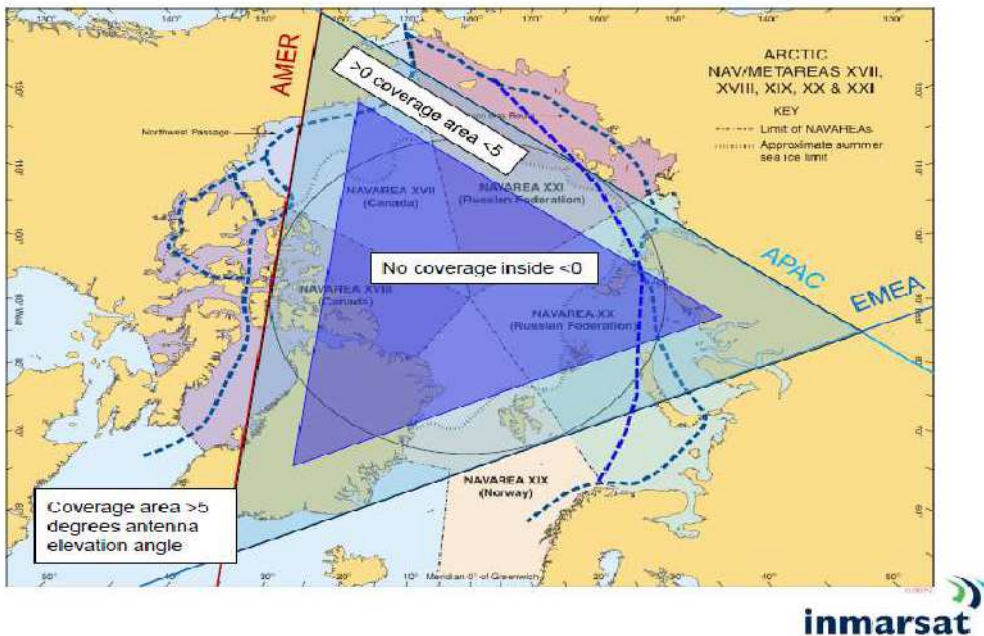 AMER
>0 coverage area <5
ARCTIC
NAV/METAREAS XVII,
XVIII, XIX, XX & XXI
KEY
Limit of NAVAREAs
Approximate summer
sea ice limit
Northwest Passage
NAVAREA XVII
(Canada)
NAVAREA XXI
(Russian Federation)
No coverage inside <0
APAC
EMEA
NAVAREA XVIII
(Canada)
NAVAREA XX
(Russian Federation)
NAVAREA XIX
(Norway)
Coverage area >5
degrees antenna
elevation angle
Meridian 0° of Greenwich
inmarsat